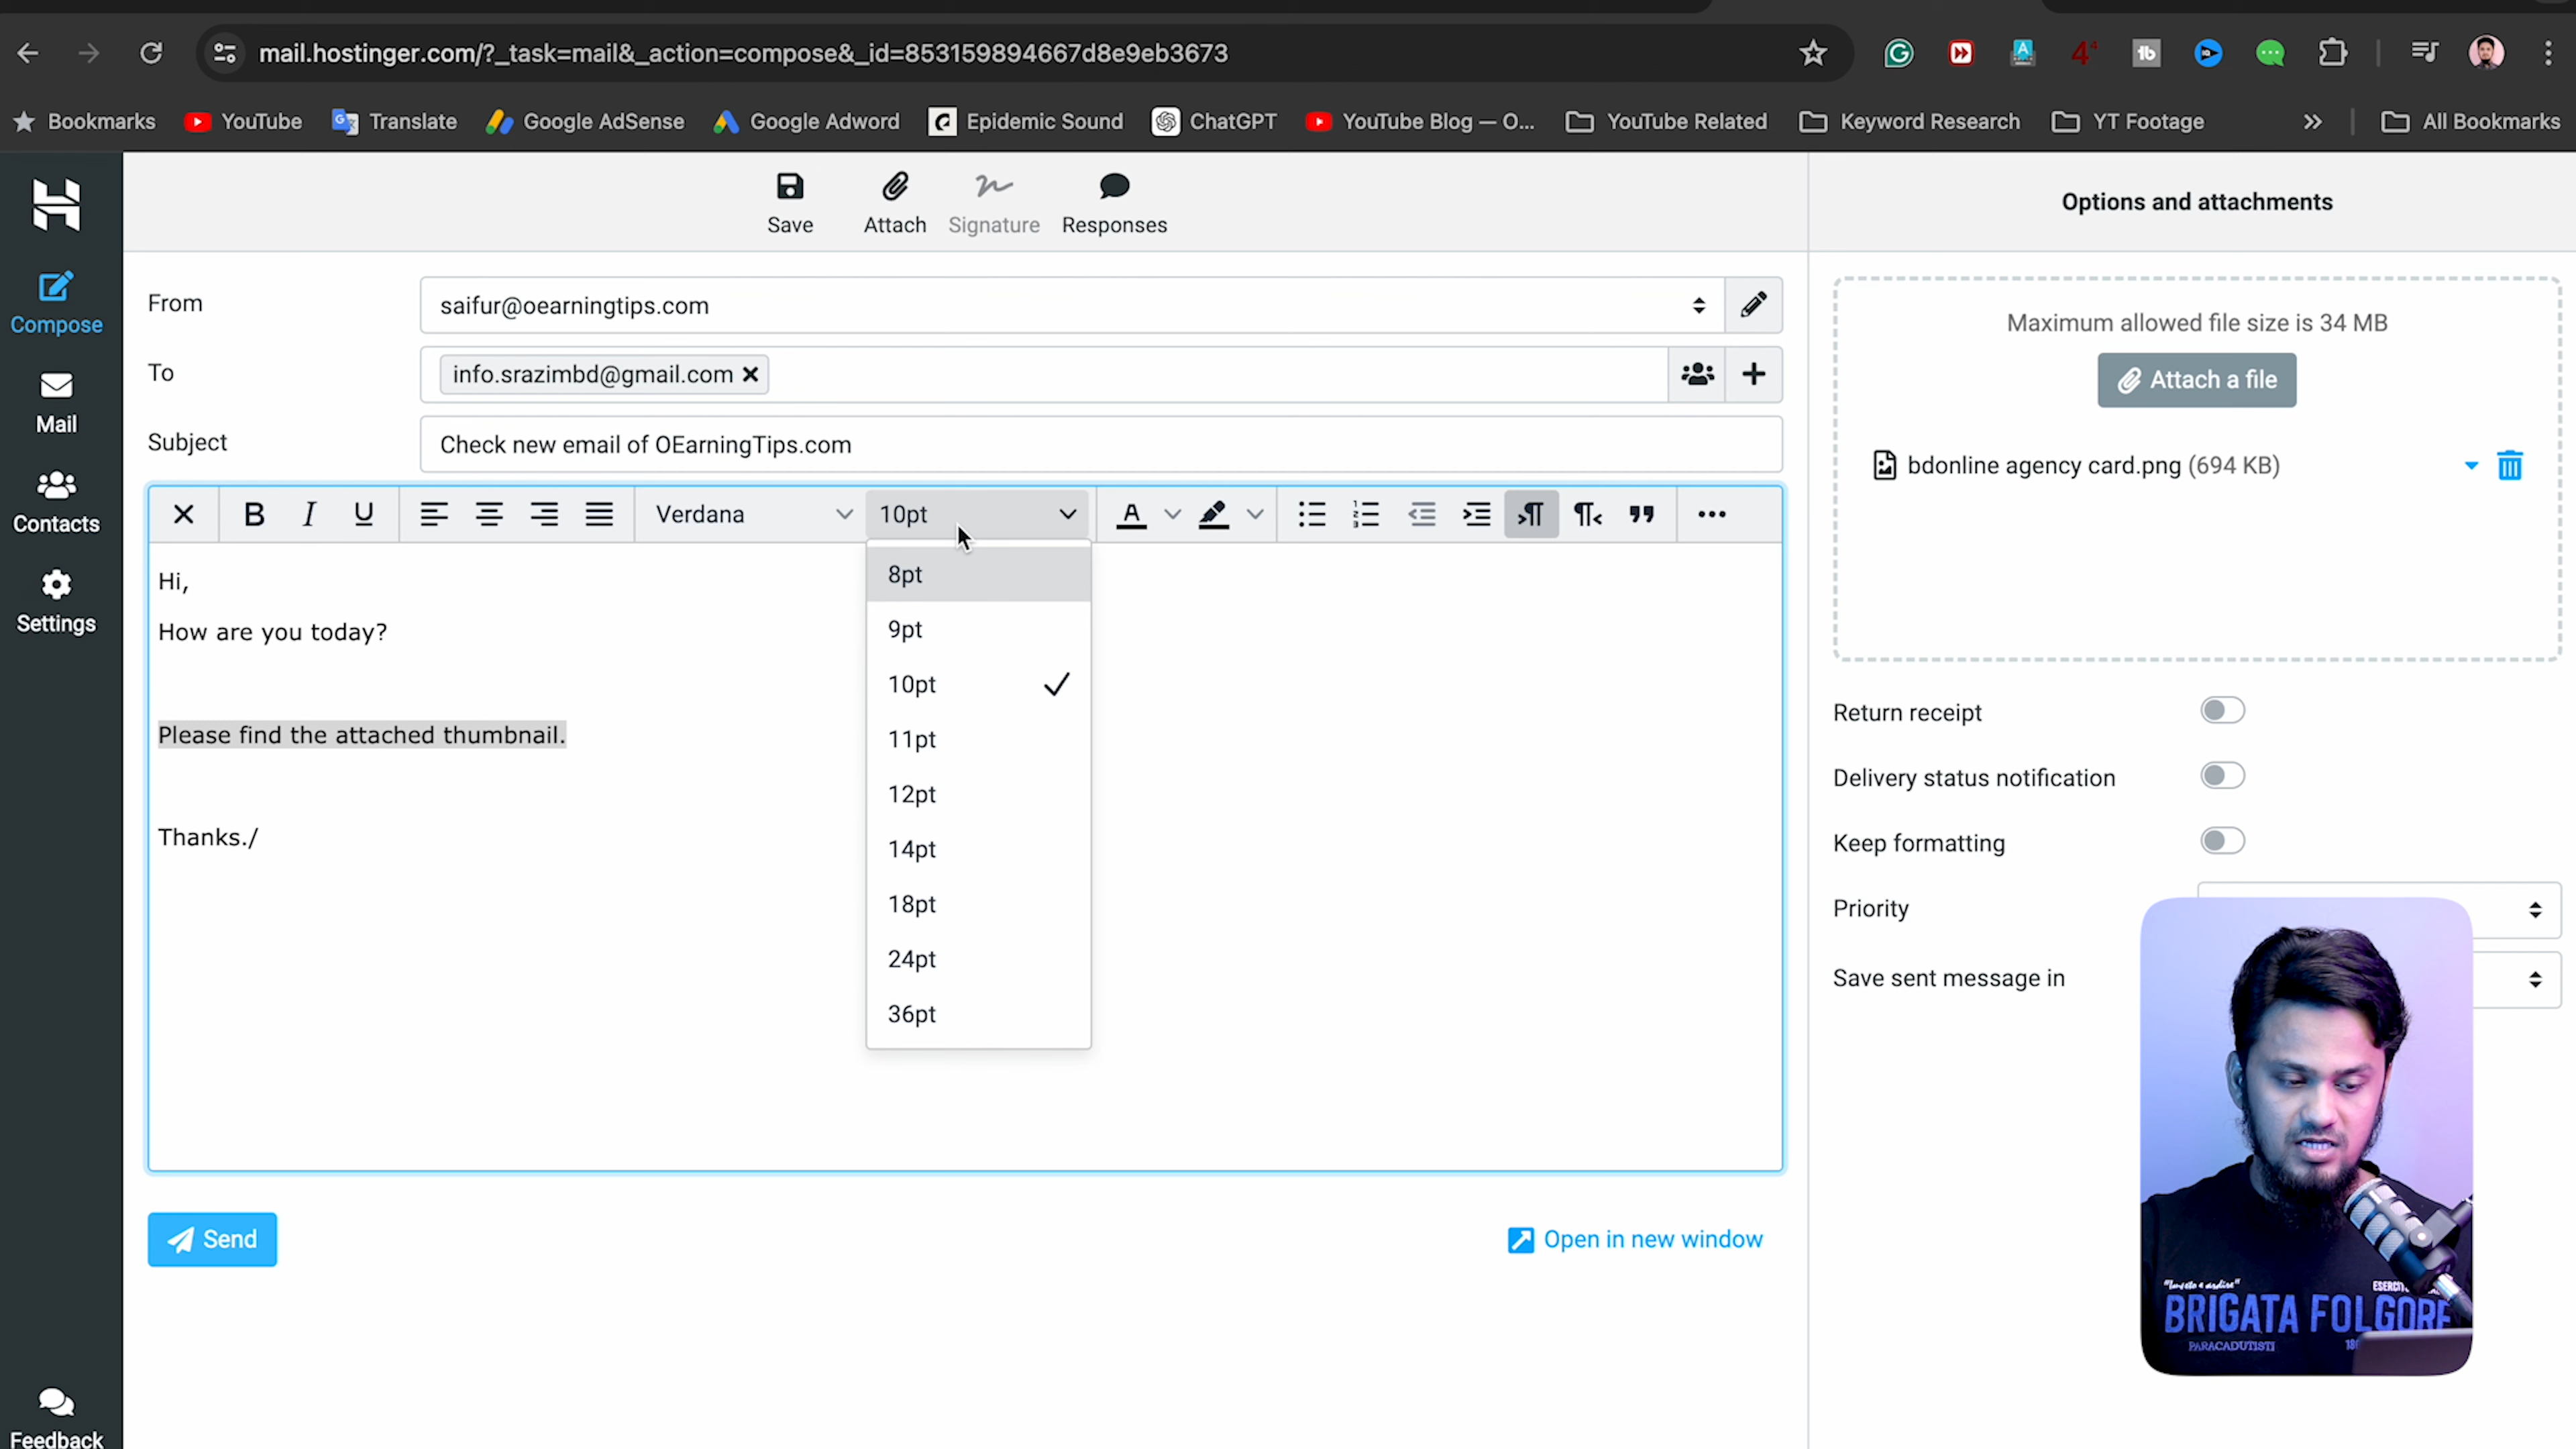 mail.hostinger.com/?_task=mail&_action=compose&_id=853159894667d8e9eb3673
Bookmarks YouTube Translate Google AdSense Google Adword Epidemic Sound ChatGPT YouTube Blog — O... YouTube Related Keyword Research YT Footage All Bookmarks
Save Attach Signature Responses
Options and attachments
Compose
Mail
Contacts
Settings
Feedback
From saifur@oearningtips.com
To info.srazimbd@gmail.com
Subject Check new email of OEarningTips.com
B I U Verdana 10pt A
8pt
9pt
10pt
11pt
12pt
14pt
18pt
24pt
36pt
Hi,
How are you today?
Please find the attached thumbnail.
Thanks./
Send
Open in new window
Maximum allowed file size is 34 MB
Attach a file
bdonline agency card.png (694 KB)
Return receipt
Delivery status notification
Keep formatting
Priority
Save sent message in
BRIGATA FOLGORE
PARACADUTISTI